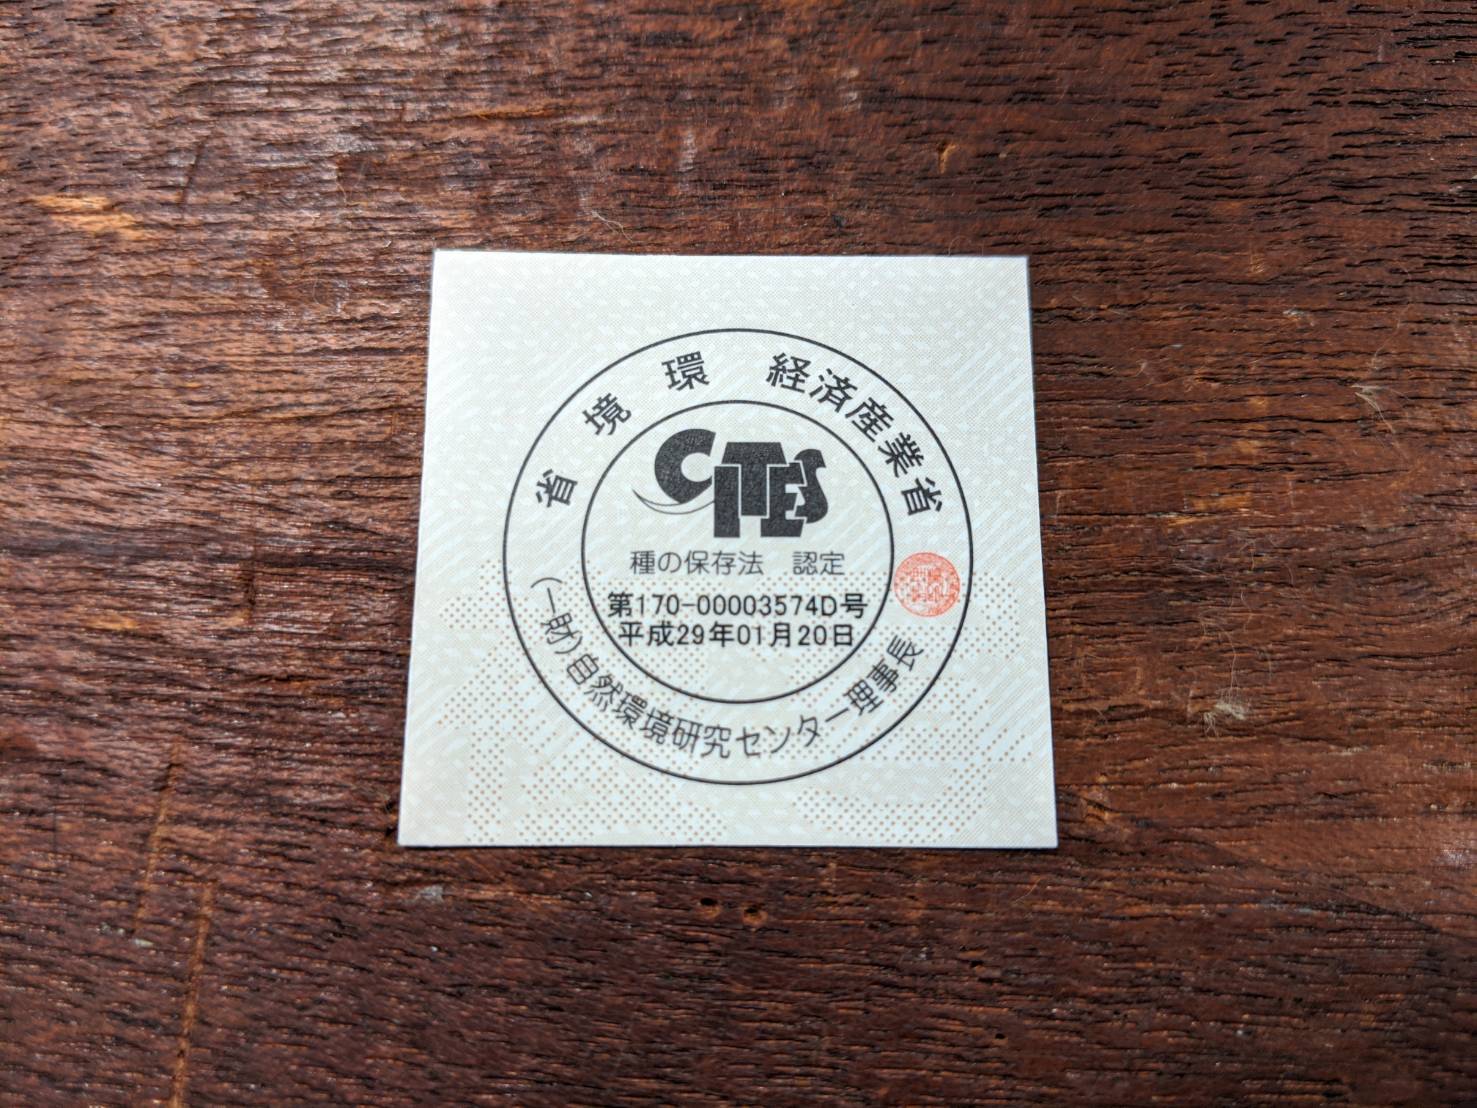 環境省
経済産業省
CITES
種の保存法　認定
第170-00003574D号
平成29年01月20日
(一財)自然環境研究センター理事長